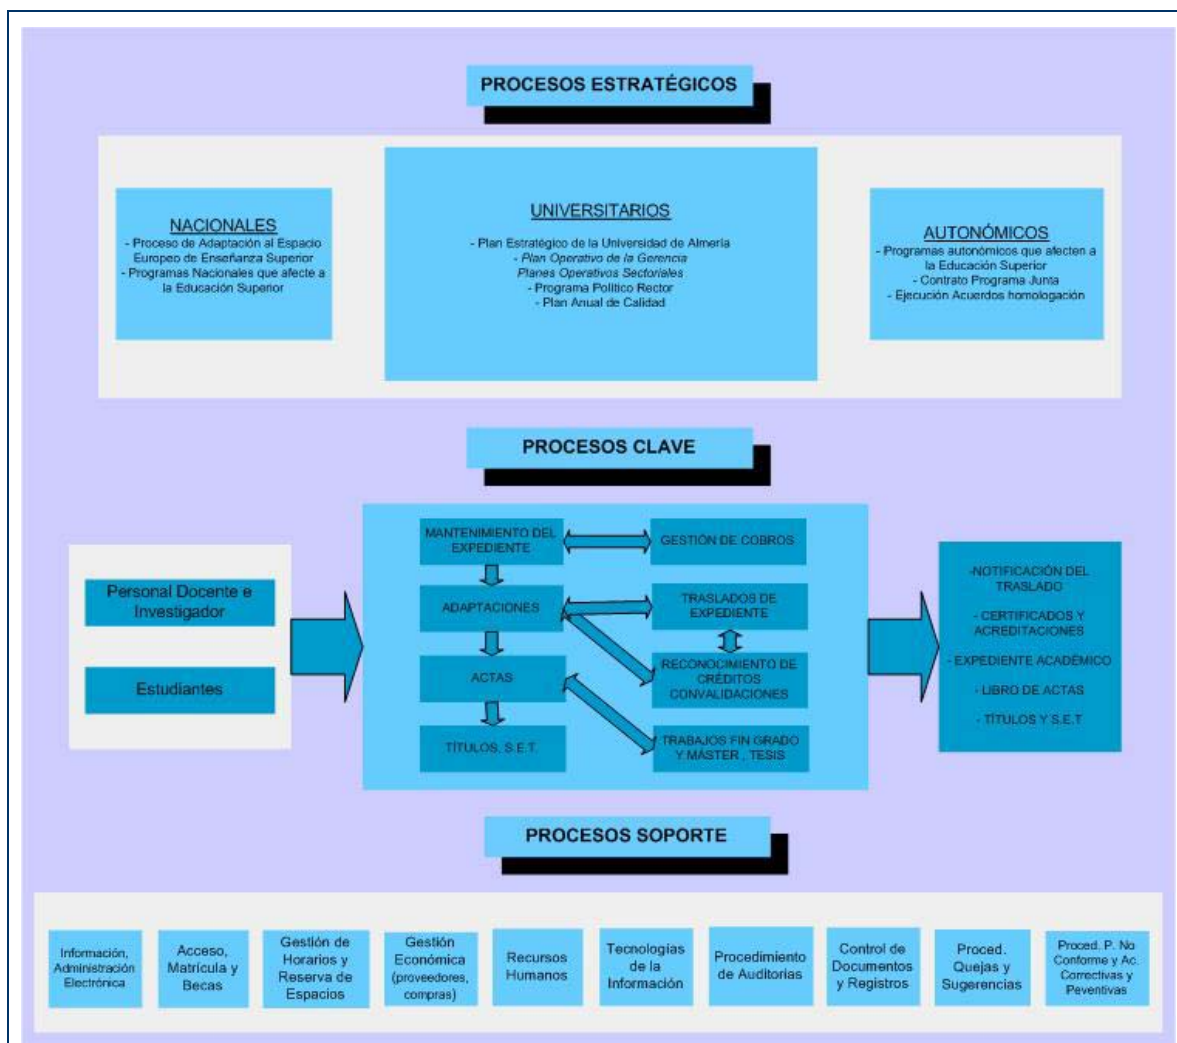 PROCESOS ESTRATÉGICOS
NACIONALES
- Proceso de Adaptación al Espacio
Europeo de Enseñanza Superior
- Programas Nacionales que afecte a
la Educación Superior
UNIVERSITARIOS
- Plan Estratégico de la Universidad de Almería
- Plan Operativo de la Gerencia
Planes Operativos Sectoriales
- Programa Político Rector
- Plan Anual de Calidad
AUTONÓMICOS
- Programas autonómicos que afecten a
la Educación Superior
- Contrato Programa Junta
- Ejecución Acuerdos homologación
PROCESOS CLAVE
Personal Docente e
Investigador
Estudiantes
MANTENIMIENTO DEL
EXPEDIENTE
GESTIÓN DE COBROS
ADAPTACIONES
TRASLADOS DE
EXPEDIENTE
ACTAS
RECONOCIMIENTO DE
CRÉDITOS
CONVALIDACIONES
TÍTULOS, S.E.T.
TRABAJOS FIN GRADO
Y MÁSTER , TESIS
-NOTIFICACIÓN DEL
TRASLADO
- CERTIFICADOS Y
ACREDITACIONES
- EXPEDIENTE ACADÉMICO
- LIBRO DE ACTAS
- TÍTULOS Y S.E.T
PROCESOS SOPORTE
Información,
Administración
Electrónica
Acceso,
Matrícula y
Becas
Gestión de
Horarios y
Reserva de
Espacios
Gestión
Económica
(proveedores,
compras)
Recursos
Humanos
Tecnologías
de la
Información
Procedimiento
de Auditorias
Control de
Documentos
y Registros
Proced.
Quejas y
Sugerencias
Proced. P. No
Conforme y Ac.
Correctivas y
Peventivas